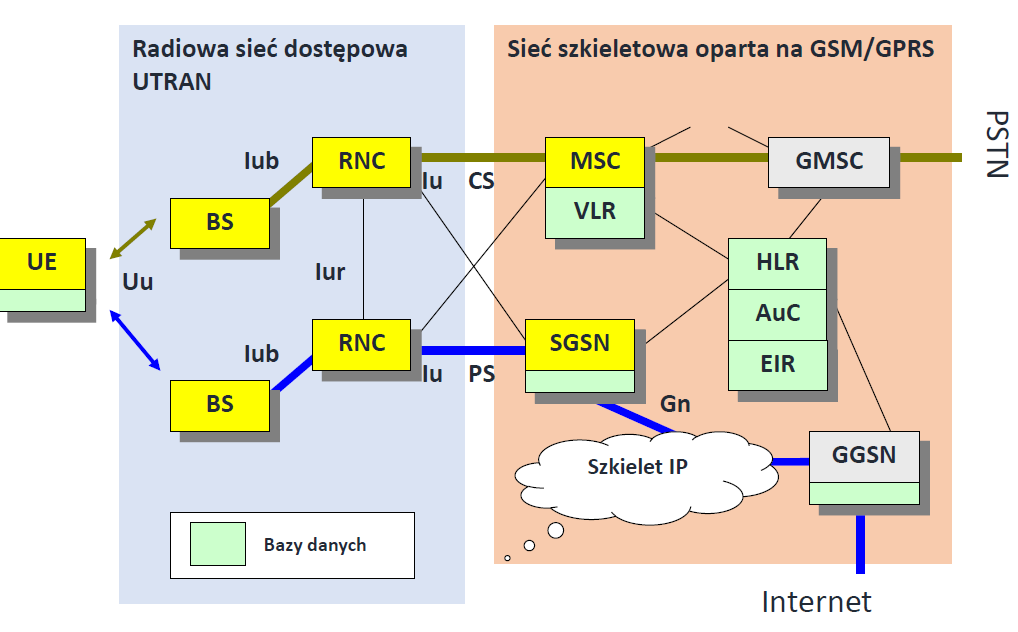 Radiowa sieć dostępowa
UTRAN
Sieć szkieletowa oparta na GSM/GPRS
PSTN
Iub
RNC
Iu CS
MSC
VLR
GMSC
BS
UE
Uu
Iur
HLR
AuC
EIR
Iub
RNC
Iu PS
SGSN
BS
Gn
Szkielet IP
GGSN
Bazy danych
Internet